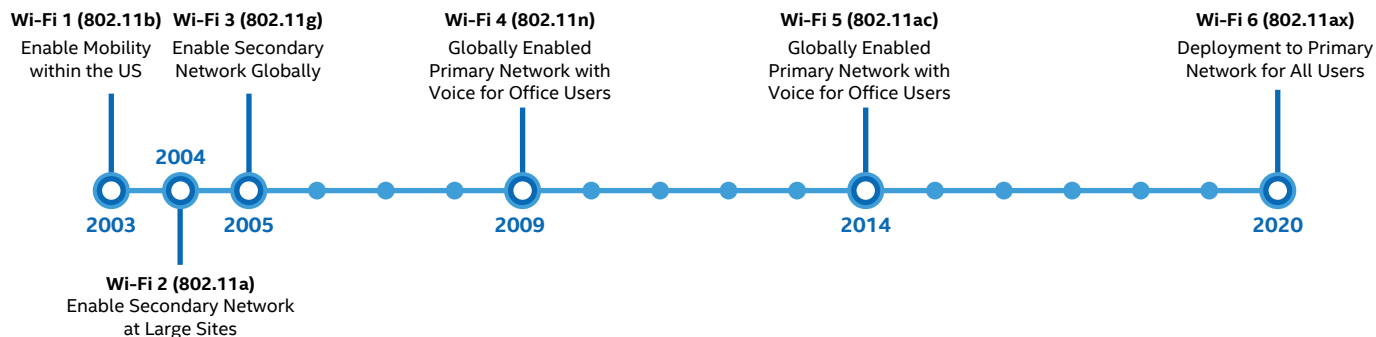 Wi-Fi 1 (802.11b)
Enable Mobility
within the US
Wi-Fi 3 (802.11g)
Enable Secondary
Network Globally
Wi-Fi 4 (802.11n)
Globally Enabled
Primary Network with
Voice for Office Users
Wi-Fi 5 (802.11ac)
Globally Enabled
Primary Network with
Voice for Office Users
Wi-Fi 6 (802.11ax)
Deployment to Primary
Network for All Users
2004
2003
2005
2009
2014
2020
Wi-Fi 2 (802.11a)
Enable Secondary Network
at Large Sites